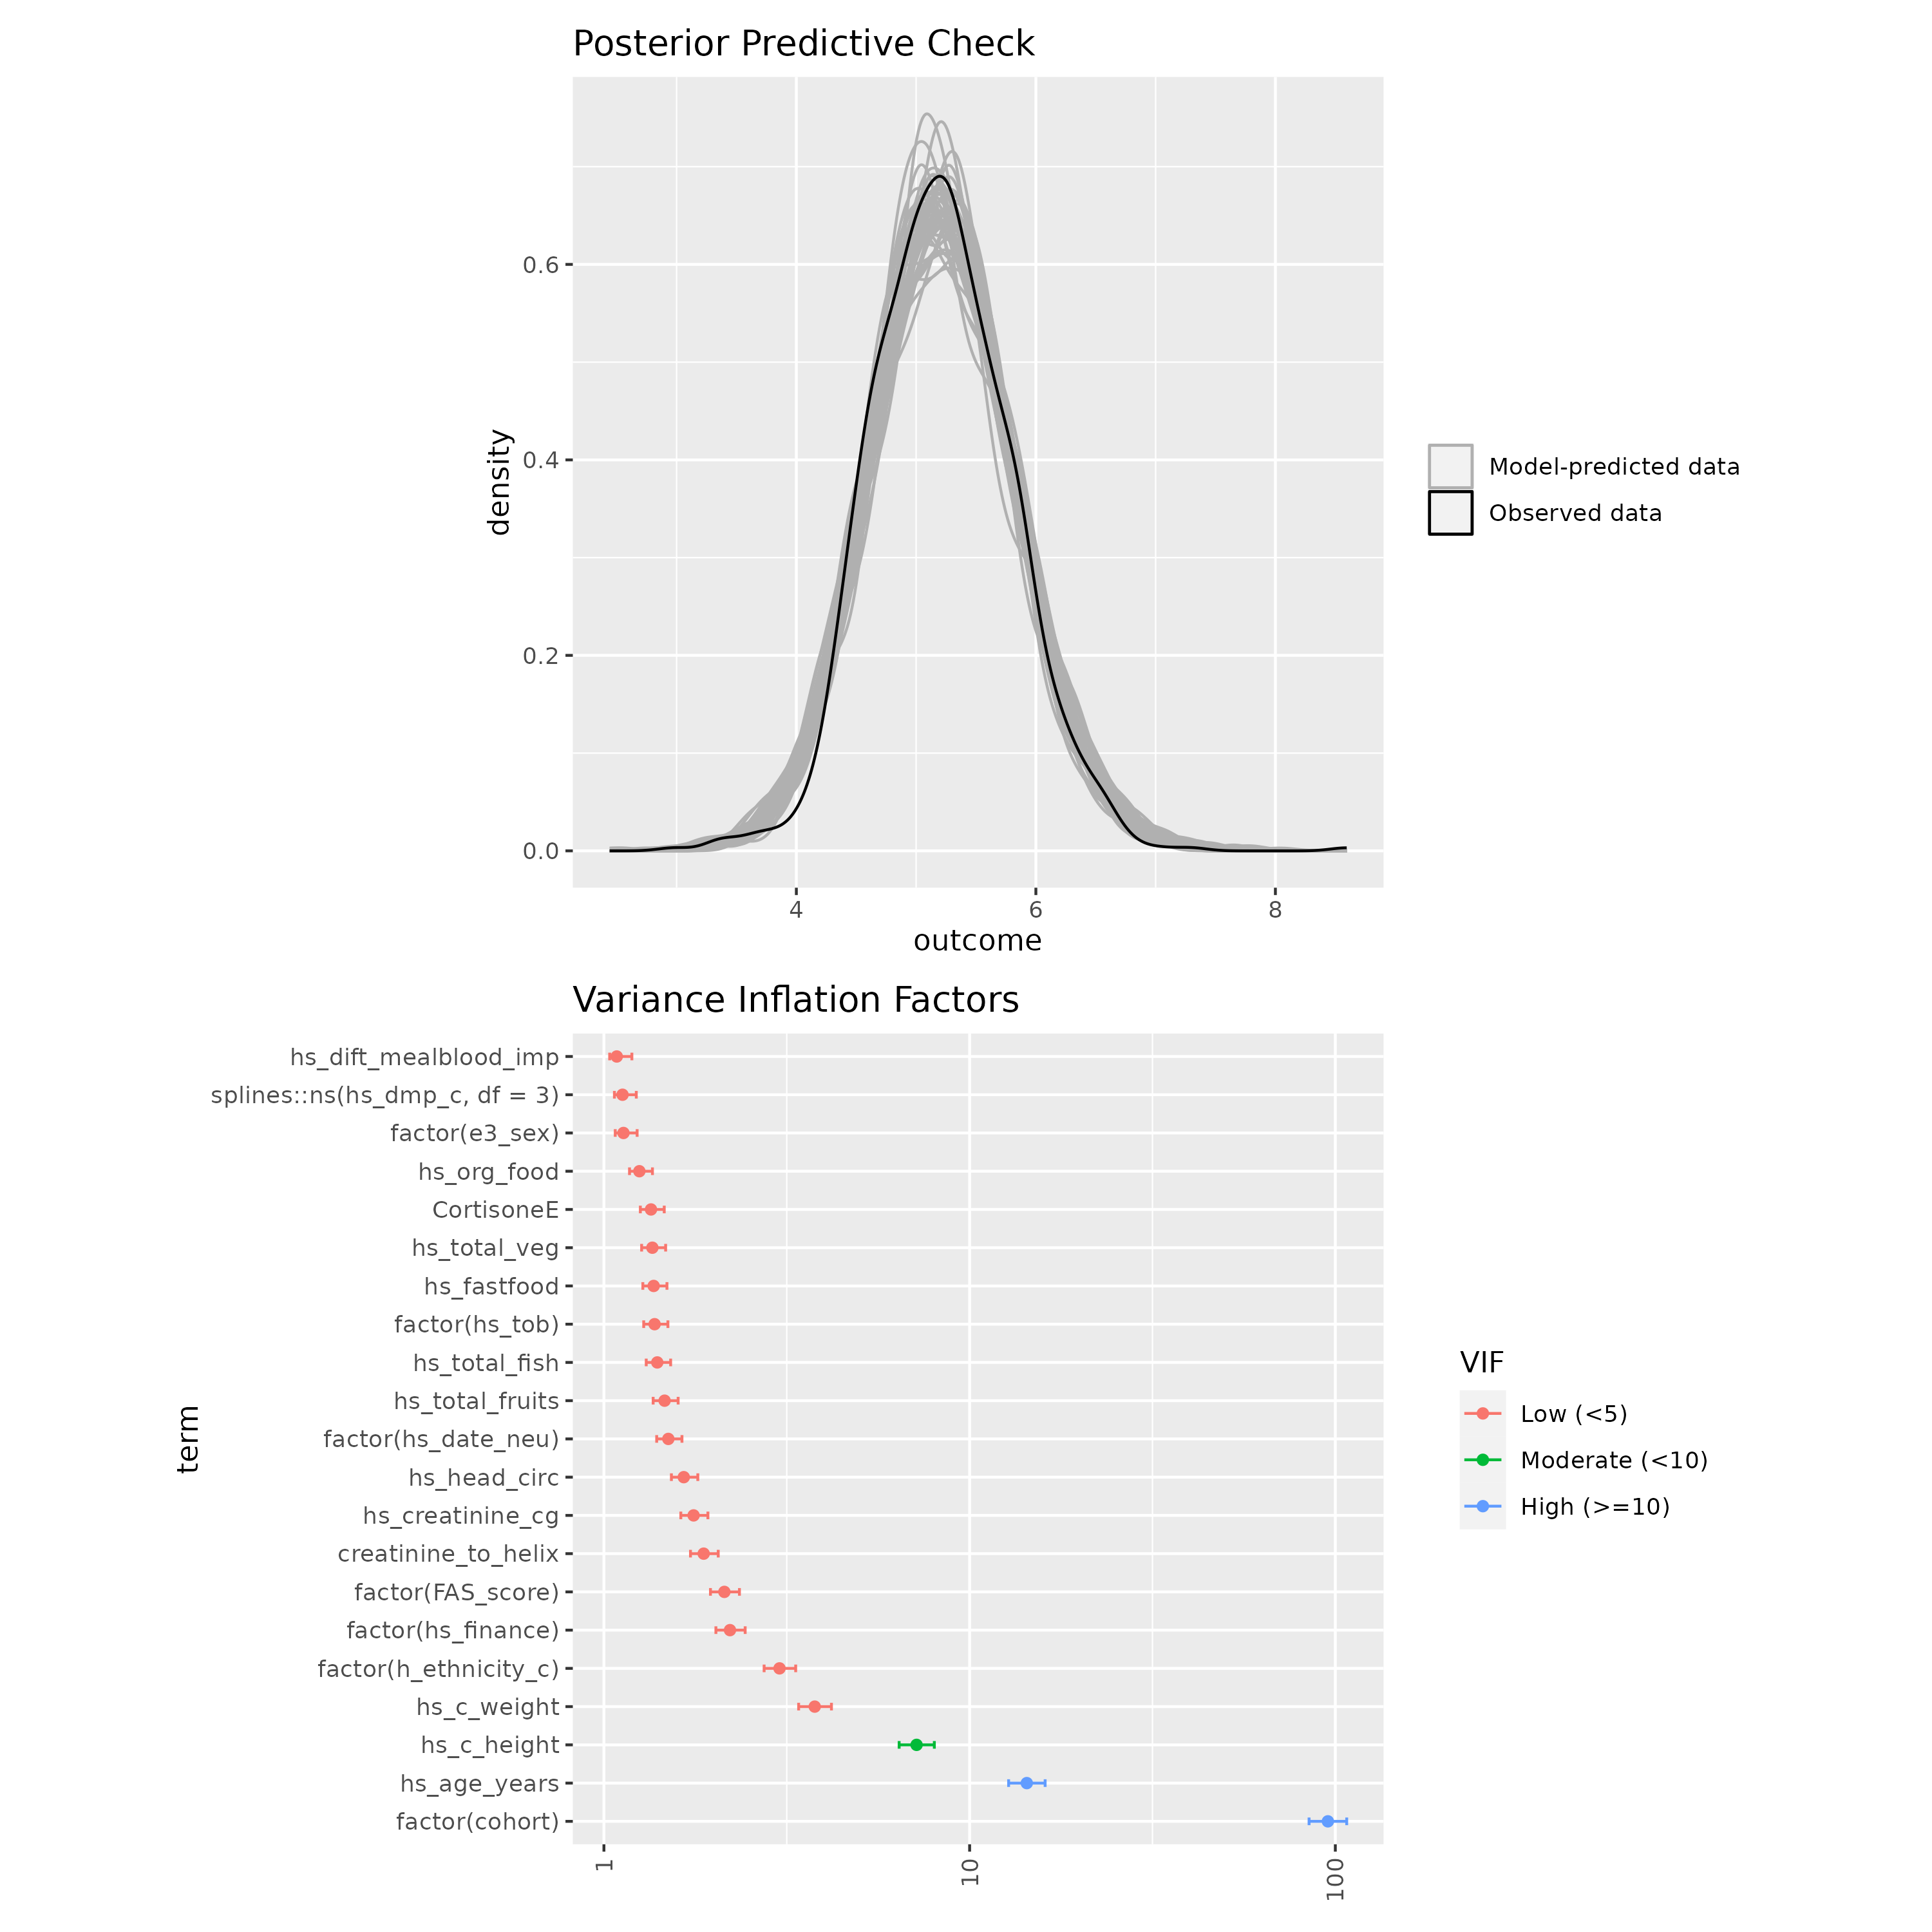 Posterior Predictive Check
density
0.6
0.4
0.2
0.0
4
6
8
outcome
Model-predicted data
Observed data
Variance Inflation Factors
term
hs_dift_mealblood_imp
splines::ns(hs_dmp_c, df = 3)
factor(e3_sex)
hs_org_food
CortisoneE
hs_total_veg
hs_fastfood
factor(hs_tob)
hs_total_fish
hs_total_fruits
factor(hs_date_neu)
hs_head_circ
hs_creatinine_cg
creatinine_to_helix
factor(FAS_score)
factor(hs_finance)
factor(h_ethnicity_c)
hs_c_weight
hs_c_height
hs_age_years
factor(cohort)
1
10
100
VIF
Low (<5)
Moderate (<10)
High (>=10)